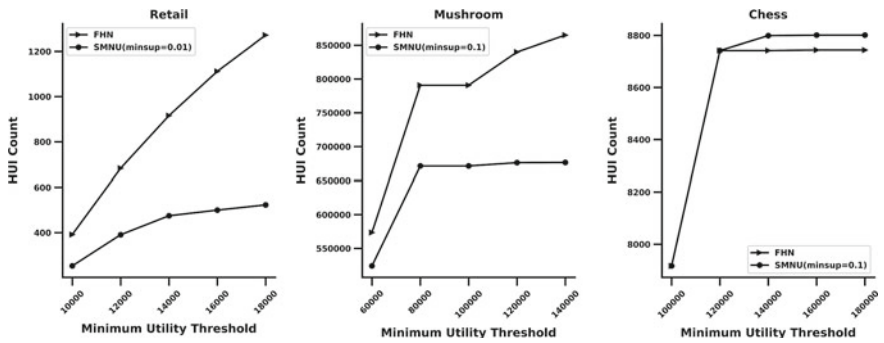 Retail
HUI Count
1200
1000
800
600
400
FHN
SMNU(minsup=0.01)
10000
12000
14000
16000
18000
Minimum Utility Threshold
Mushroom
HUI Count
850000
800000
750000
700000
650000
600000
550000
FHN
SMNU(minsup=0.1)
60000
80000
100000
120000
140000
Minimum Utility Threshold
Chess
HUI Count
8800
8600
8400
8200
8000
FHN
SMNU(minsup=0.1)
100000
120000
140000
160000
180000
Minimum Utility Threshold